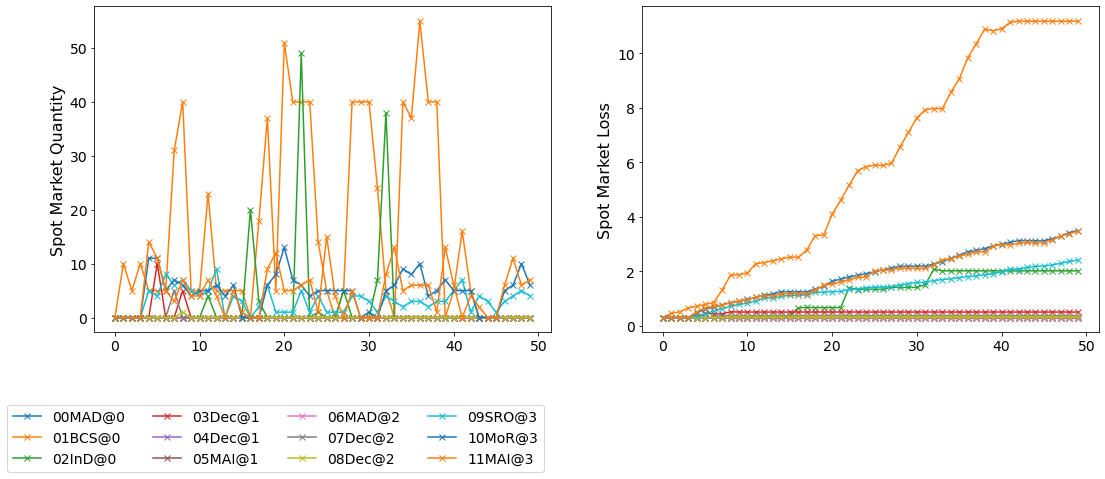 Spot Market Quantity
50
40
30
20
10
0
0 10 20 30 40 50
Spot Market Loss
10
8
6
4
2
0
0 10 20 30 40 50
00MAD@0 03Dec@1 06MAD@2 09SRO@3
01BCS@0 04Dec@1 07Dec@2 10MoR@3
02InD@0 05MAI@1 08Dec@2 11MAI@3